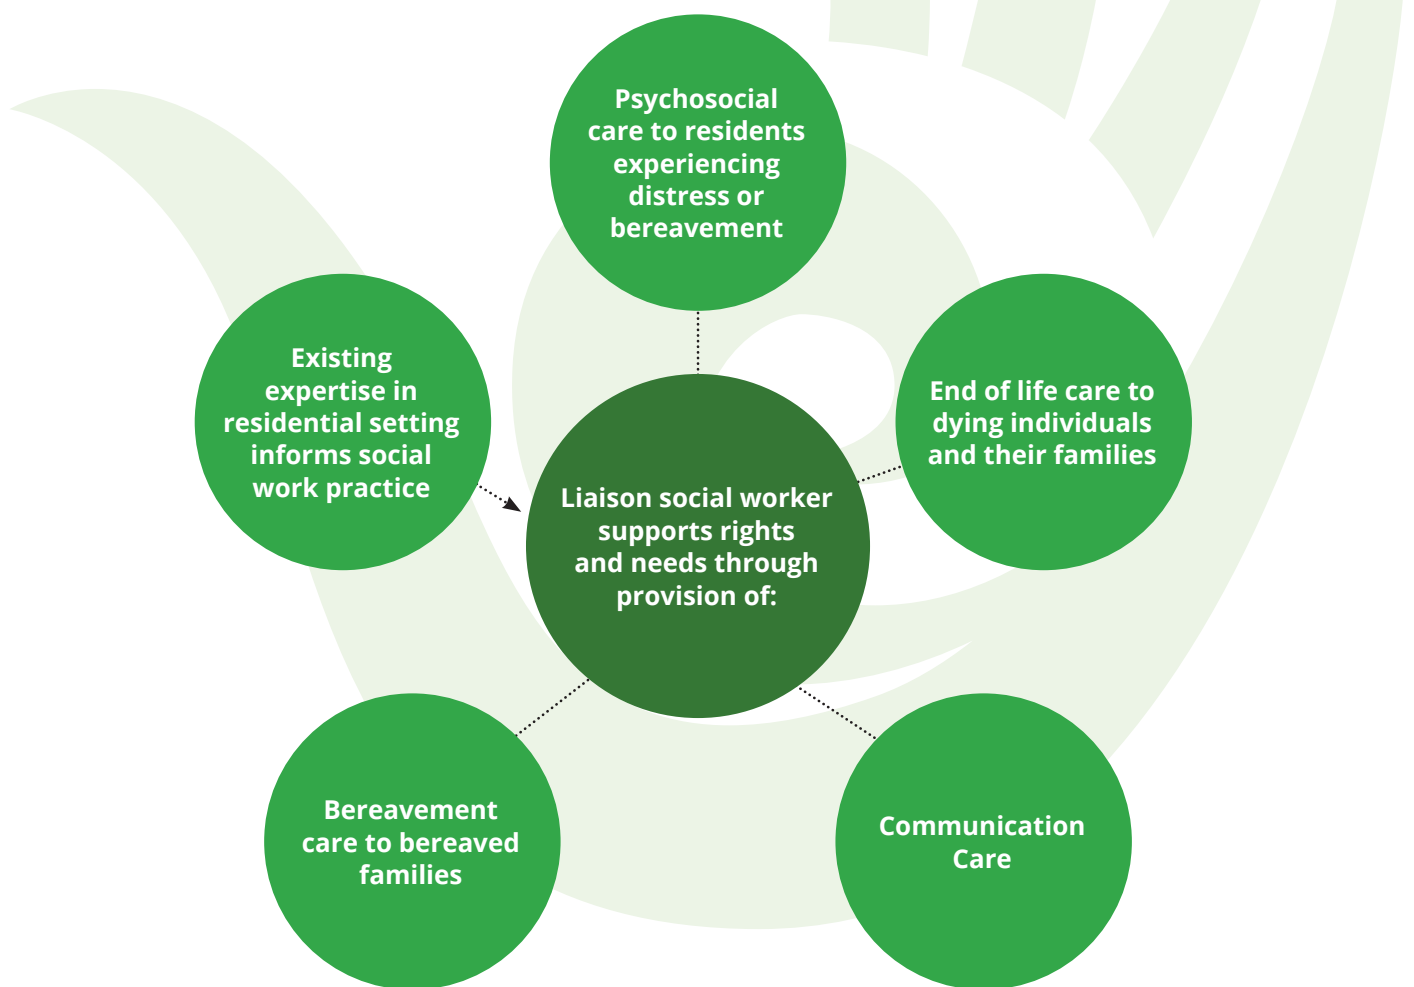 Psychosocial
care to residents
experiencing
distress or
bereavement
Existing
expertise in
residential setting
informs social
work practice
End of life care to
dying individuals
and their families
Liaison social worker
supports rights
and needs through
provision of:
Bereavement
care to bereaved
families
Communication
Care